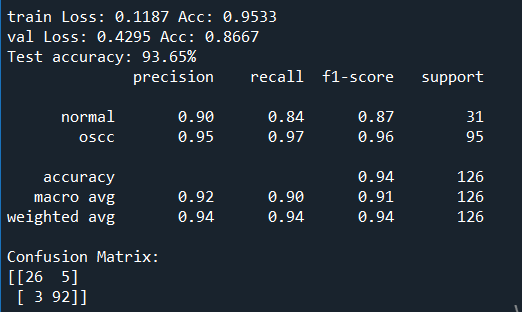 train Loss: 0.1187 Acc: 0.9533
val Loss: 0.4295 Acc: 0.8667
Test accuracy: 93.65%
precision recall f1-score support
normal 0.90 0.84 0.87 31
oscc 0.95 0.97 0.96 95
accuracy 0.94 126
macro avg 0.92 0.90 0.91 126
weighted avg 0.94 0.94 0.94 126
Confusion Matrix:
[[26 5]
[ 3 92]]